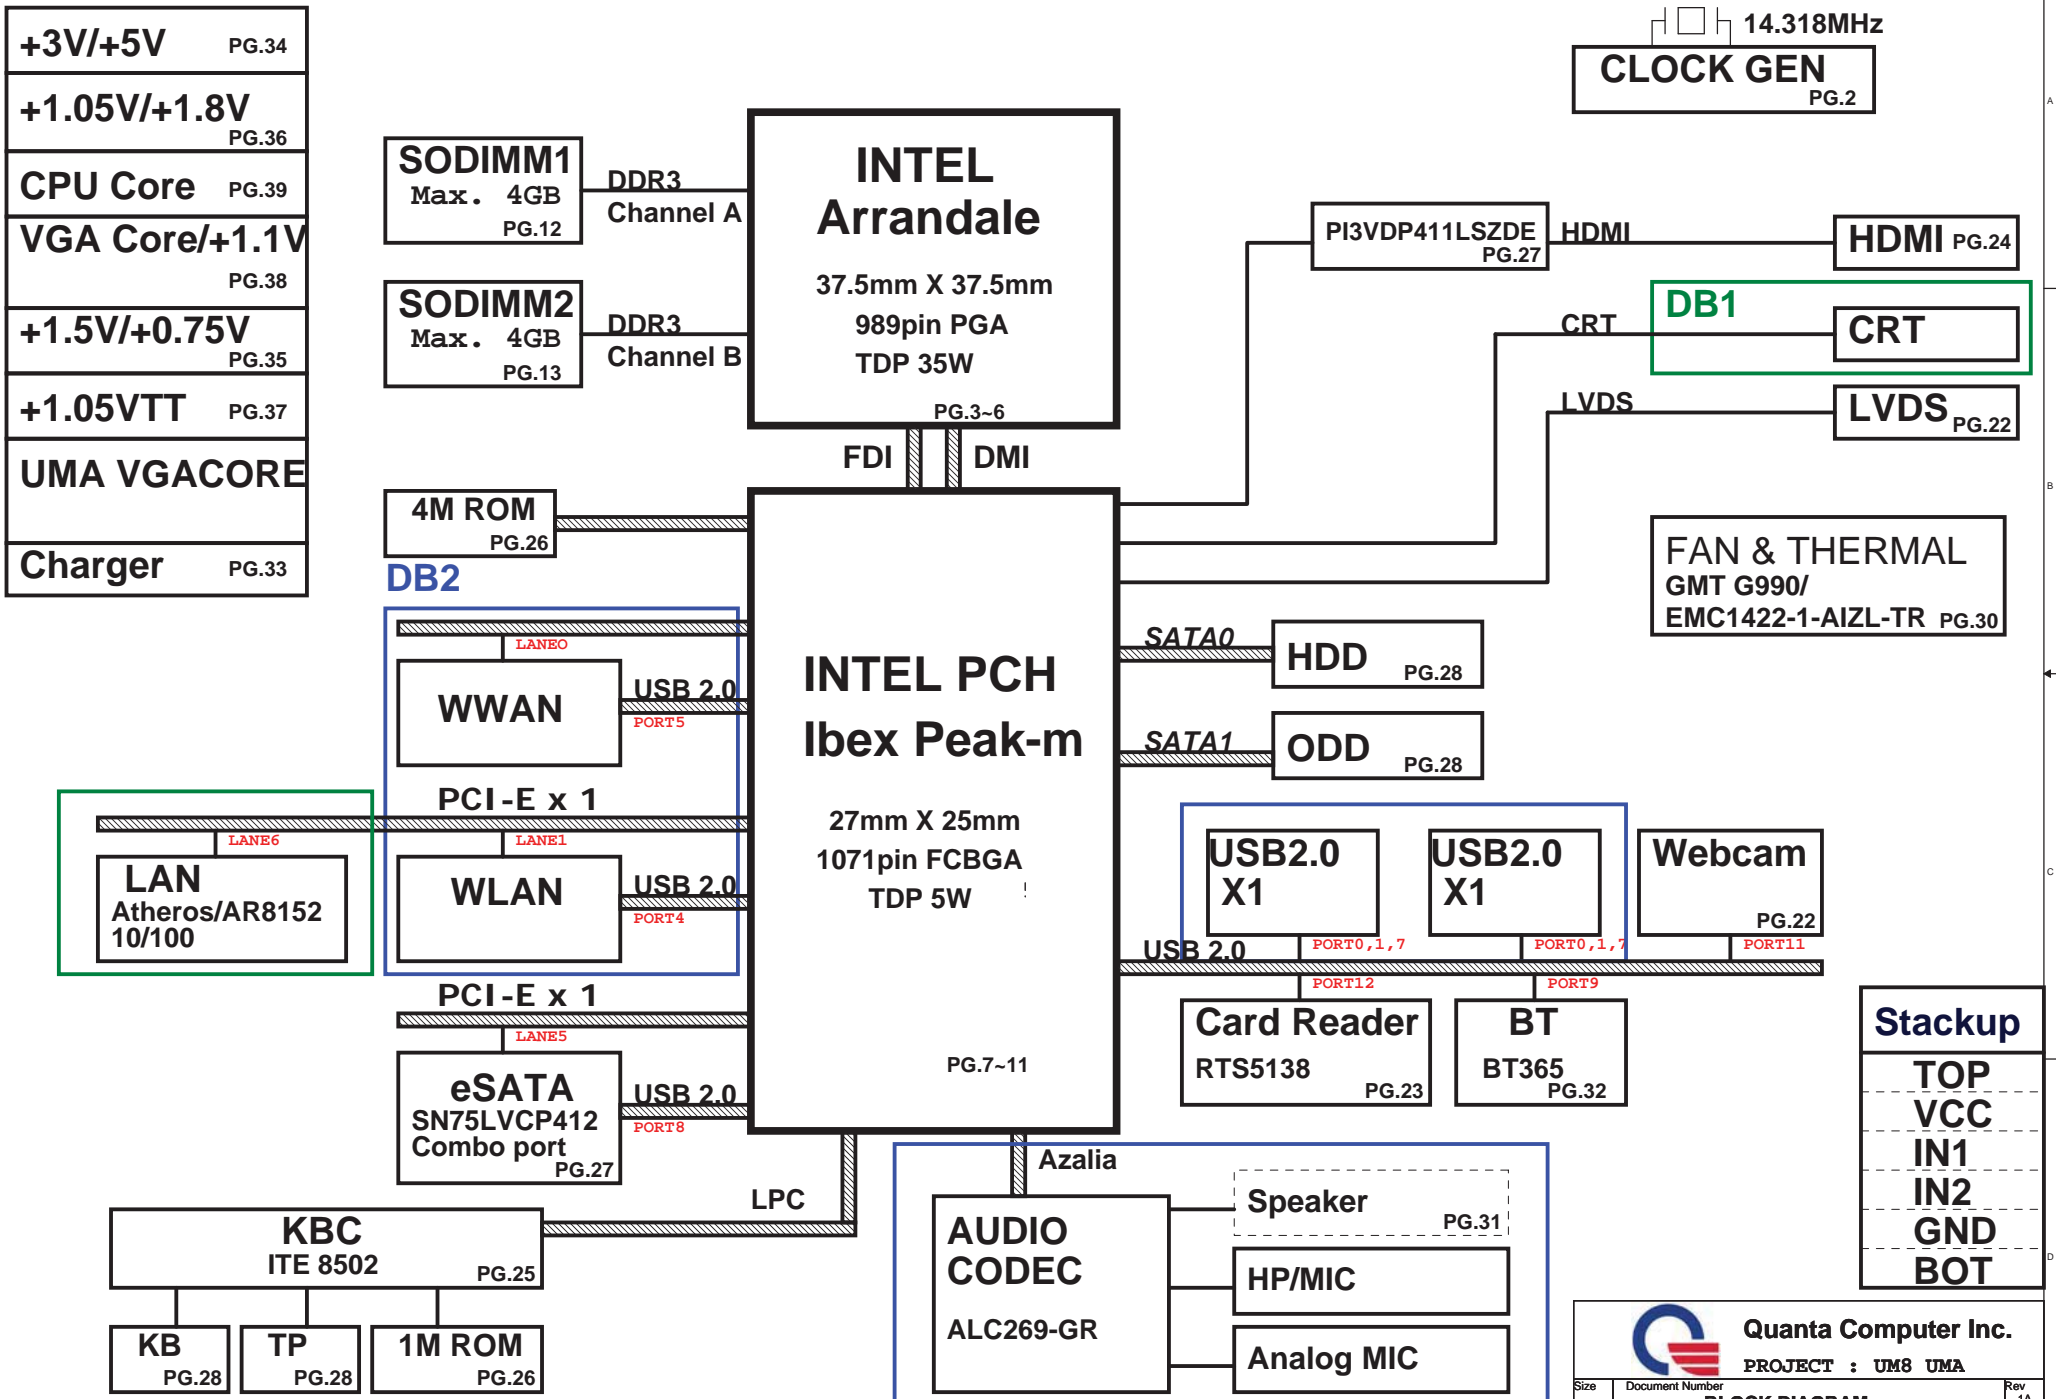 +3V/+5V PG.34
+1.05V/+1.8V
PG.36
CPU Core PG.39
VGA Core/+1.1V
PG.38
+1.5V/+0.75V
PG.35
+1.05VTT PG.37
UMA VGACORE
Charger PG.33
14.318MHz
CLOCK GEN
PG.2
SODIMM1
Max. 4GB
PG.12
DDR3
Channel A
SODIMM2
Max. 4GB
PG.13
DDR3
Channel B
INTEL
Arrandale
37.5mm X 37.5mm
989pin PGA
TDP 35W
PG.3~6
FDI
DMI
PI3VDP411LSZDE
PG.27
HDMI
HDMI PG.24
DB1
CRT
CRT
LVDS
LVDS PG.22
4M ROM
PG.26
DB2
FAN & THERMAL
GMT G990/
EMC1422-1-AIZL-TR PG.30
LANE0
WWAN
USB 2.0
PORT5
INTEL PCH
Ibex Peak-m
27mm X 25mm
1071pin FCBGA
TDP 5W
PG.7~11
SATA0
HDD PG.28
SATA1
ODD PG.28
PCI-E x 1
LANE6
LANE1
LAN
Atheros/AR8152
10/100
WLAN
USB 2.0
PORT4
USB2.0
X1
USB2.0
X1
Webcam
PG.22
USB 2.0
PORT0,1,7
PORT0,1,7
PORT11
PORT12
PORT9
Card Reader
RTS5138
PG.23
BT
BT365
PG.32
PCI-E x 1
LANE5
eSATA
SN75LVCP412
Combo port
PG.27
USB 2.0
PORT8
Stackup
TOP
VCC
IN1
IN2
GND
BOT
LPC
Azalia
KBC
ITE 8502
PG.25
KB
PG.28
TP
PG.28
1M ROM
PG.26
AUDIO
CODEC
ALC269-GR
Speaker
PG.31
HP/MIC
Analog MIC
Quanta Computer Inc.
PROJECT : UM8 UMA
Size Document Number Rev
BLOCK DIAGRAM 1A
A
B
C
D